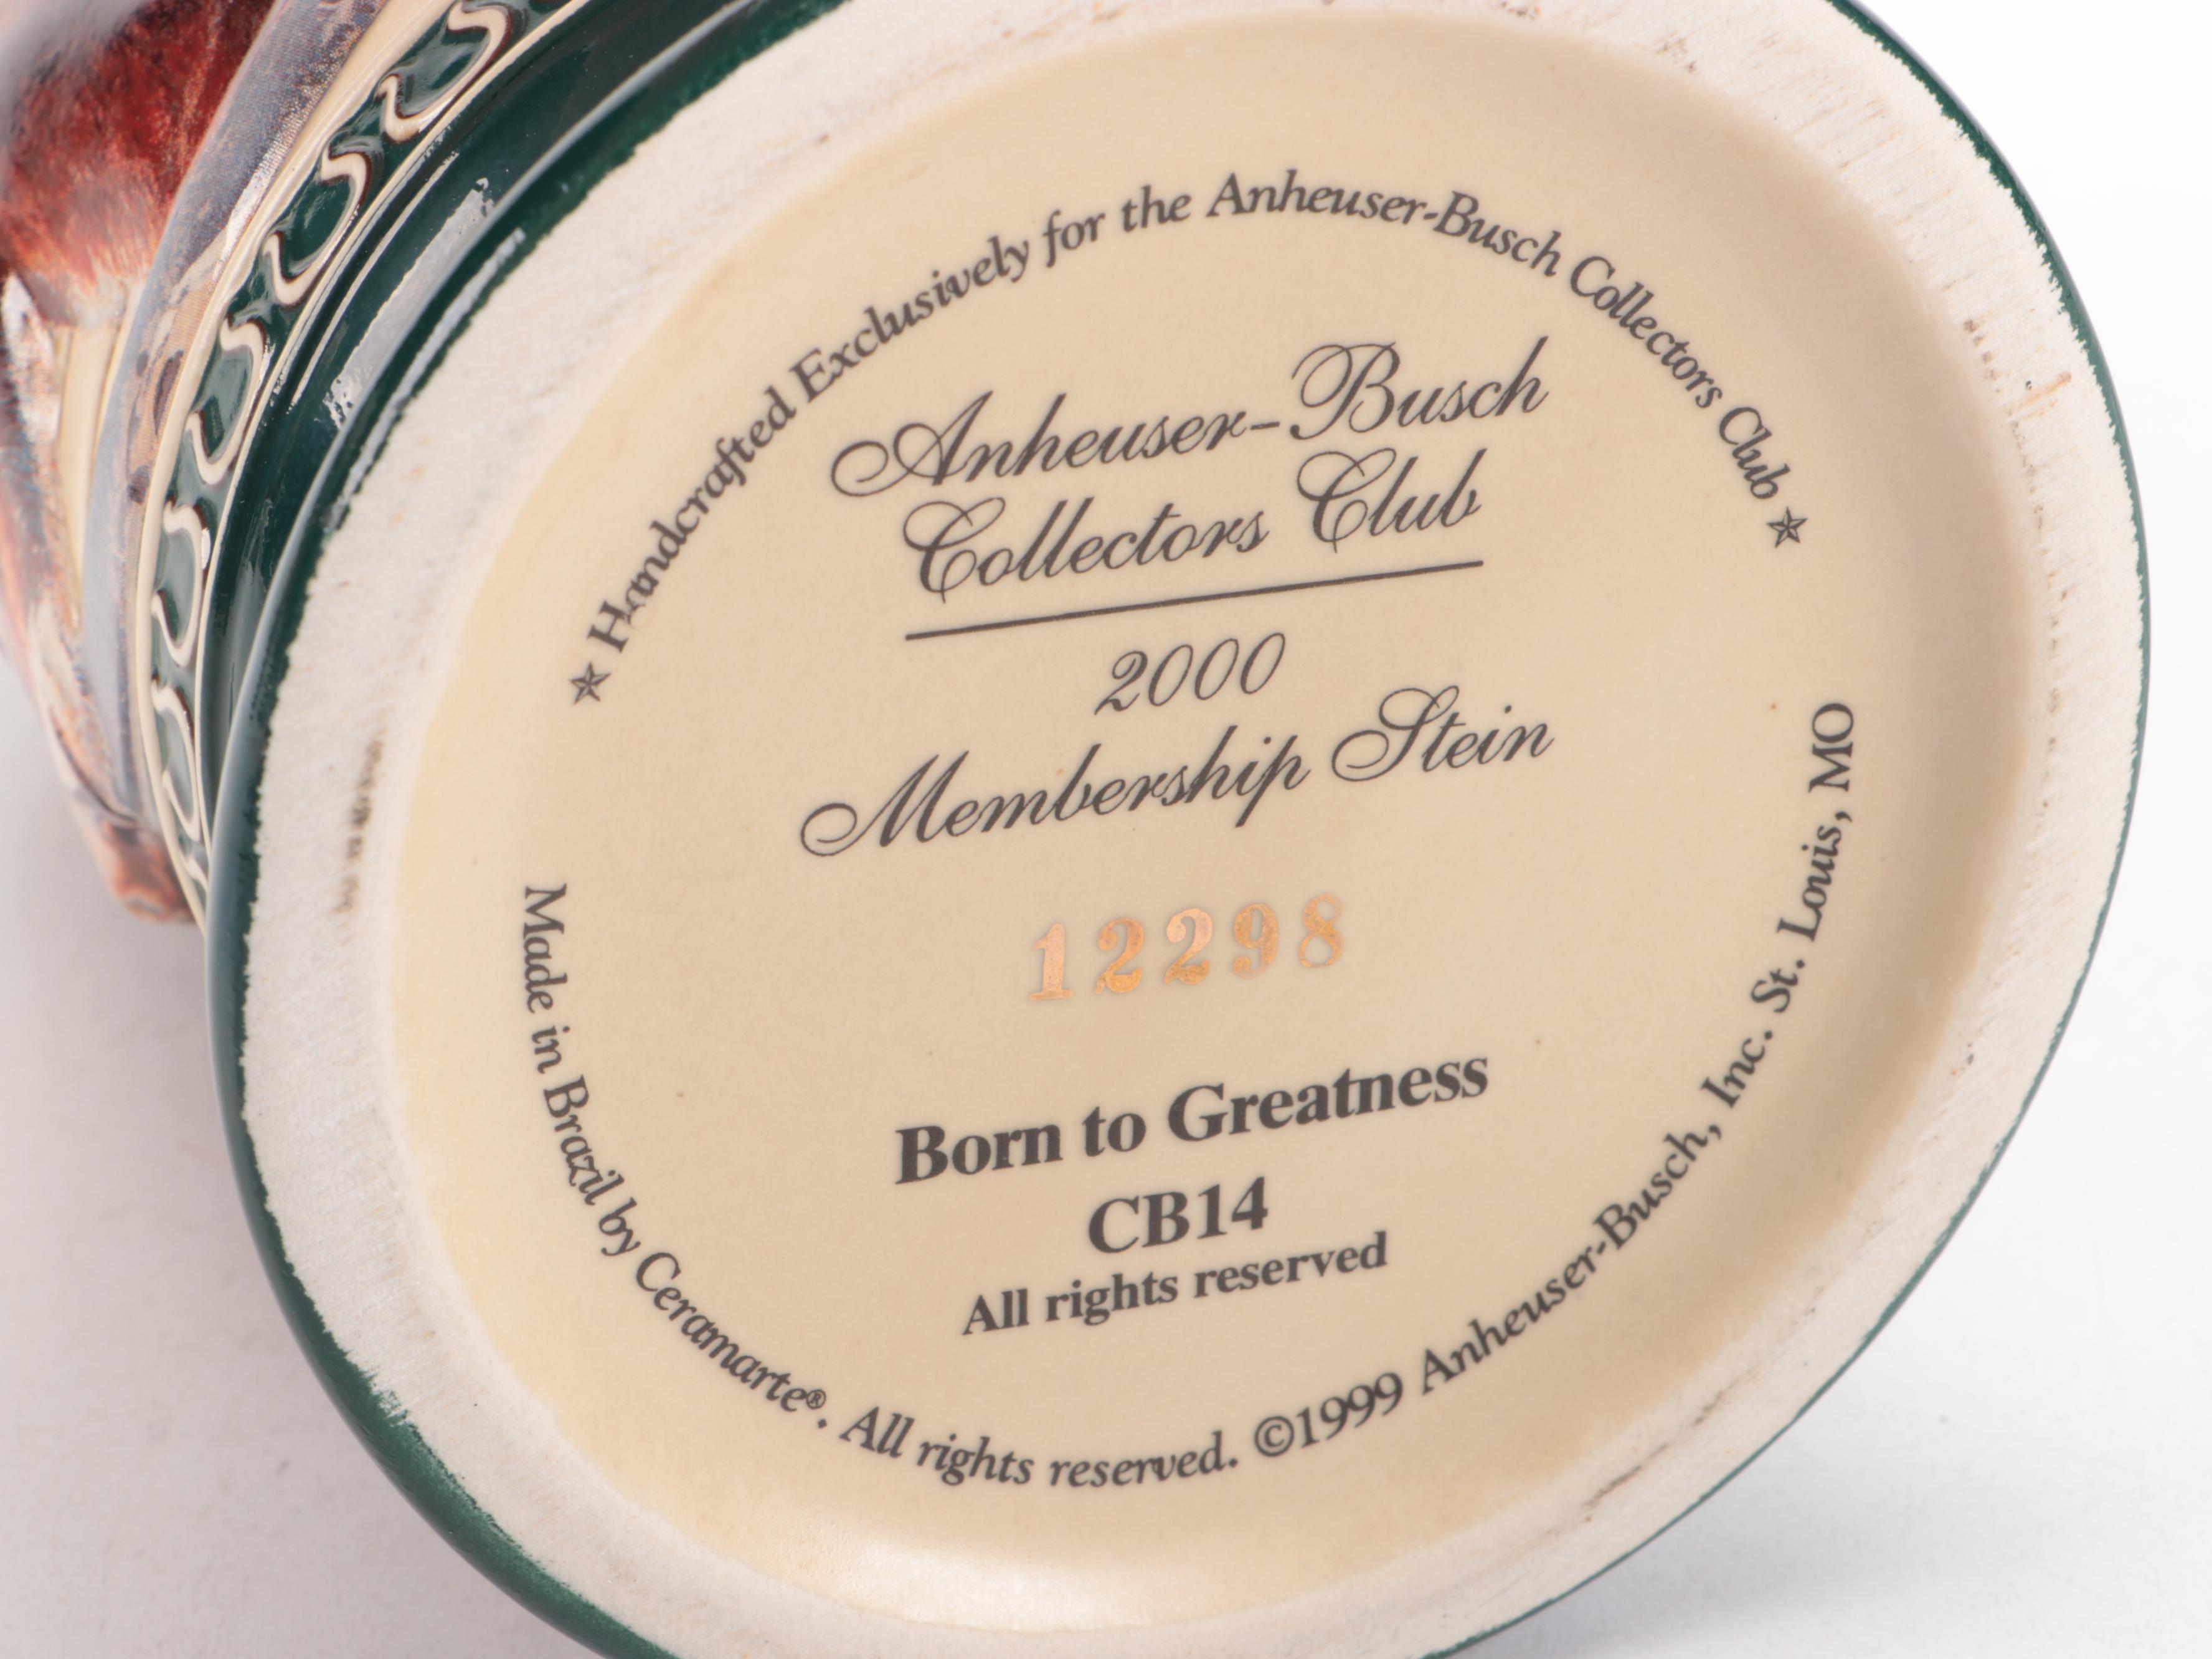 ★ Handcrafted Exclusively for the Anheuser-Busch Collectors Club ★
Anheuser-Busch
Collectors Club
2000
Membership Stein
12298
Born to Greatness
CB14
All rights reserved
Made in Brazil by Ceramarte®. All rights reserved. ©1999 Anheuser-Busch, Inc. St. Louis, MO